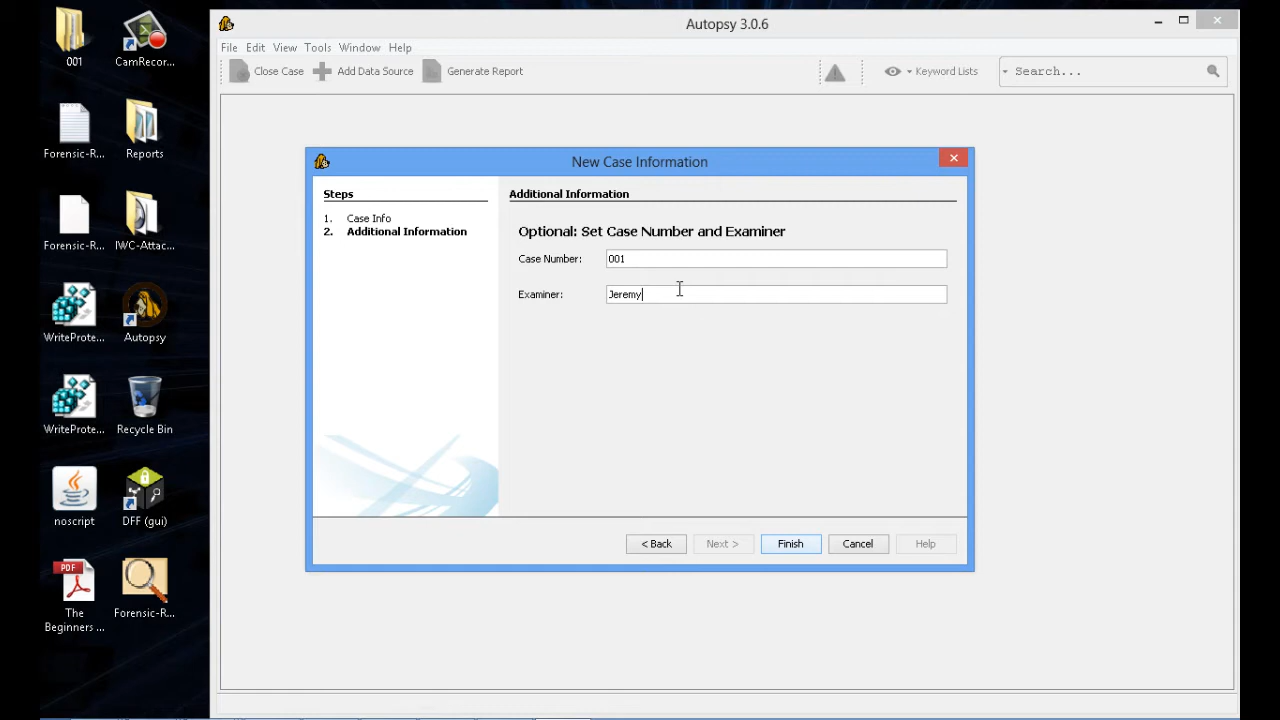 Autopsy 3.0.6
File Edit View Tools Window Help
Close Case Add Data Source Generate Report Keyword Lists Search...
001 CamRecor...
Forensic-R... Reports
Forensic-R... IWC-Attac...
WriteProte... Autopsy
WriteProte... Recycle Bin
noscript DFF (gui)
PDF
The Beginners ... Forensic-R...
New Case Information
Steps
1. Case Info
2. Additional Information
Additional Information
Optional: Set Case Number and Examiner
Case Number: 001
Examiner: Jeremy
< Back Next > Finish Cancel Help